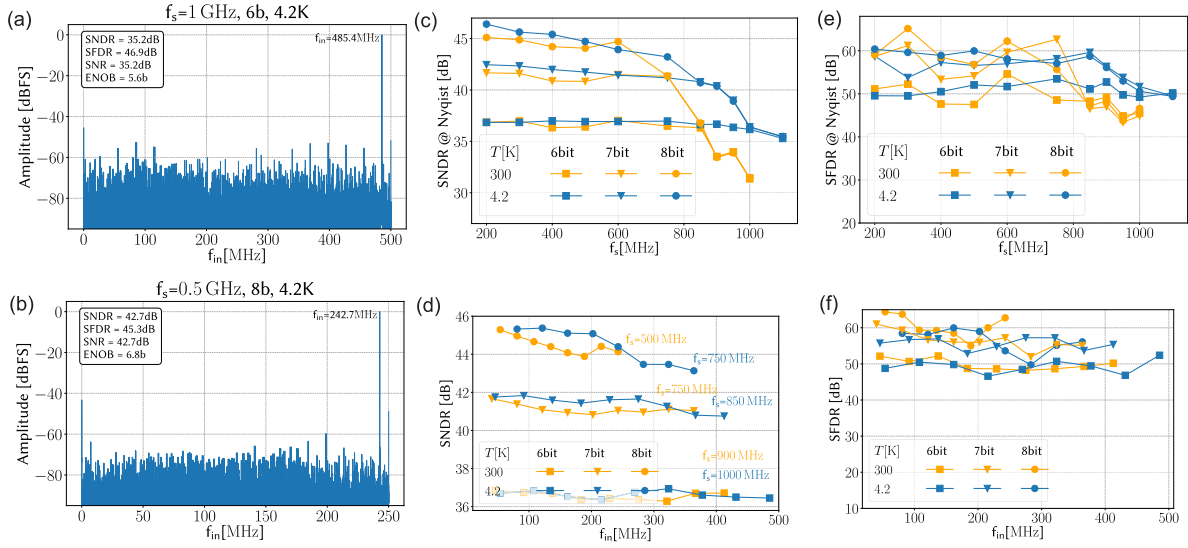 (a)
fₛ=1 GHz, 6b, 4.2K
SNDR = 35.2dB
SFDR = 46.9dB
SNR = 35.2dB
ENOB = 5.6b
fin=485.4MHz
Amplitude [dBFS]
0
−20
−40
−60
−80
0 100 200 300 400 500
fin[MHz]
(b)
fₛ=0.5 GHz, 8b, 4.2K
SNDR = 42.7dB
SFDR = 45.3dB
SNR = 42.7dB
ENOB = 6.8b
fin=242.7MHz
Amplitude [dBFS]
0
−20
−40
−60
−80
0 50 100 150 200 250
fin[MHz]
(c)
SNDR @ Nyqist [dB]
45
40
35
30
T[K] 6bit 7bit 8bit
300
4.2
200 400 600 800 1000
fₛ[MHz]
(d)
SNDR [dB]
46
44
42
40
38
36
fₛ=500 MHz
fₛ=750 MHz
fₛ=750 MHz
fₛ=850 MHz
fₛ=900 MHz
fₛ=1000 MHz
T[K] 6bit 7bit 8bit
300
4.2
100 200 300 400 500
fin[MHz]
(e)
SFDR @ Nyqist [dB]
60
50
40
30
20
T[K] 6bit 7bit 8bit
300
4.2
200 400 600 800 1000
fₛ[MHz]
(f)
SFDR [dB]
60
50
40
30
20
10
T[K] 6bit 7bit 8bit
300
4.2
100 200 300 400 500
fin[MHz]